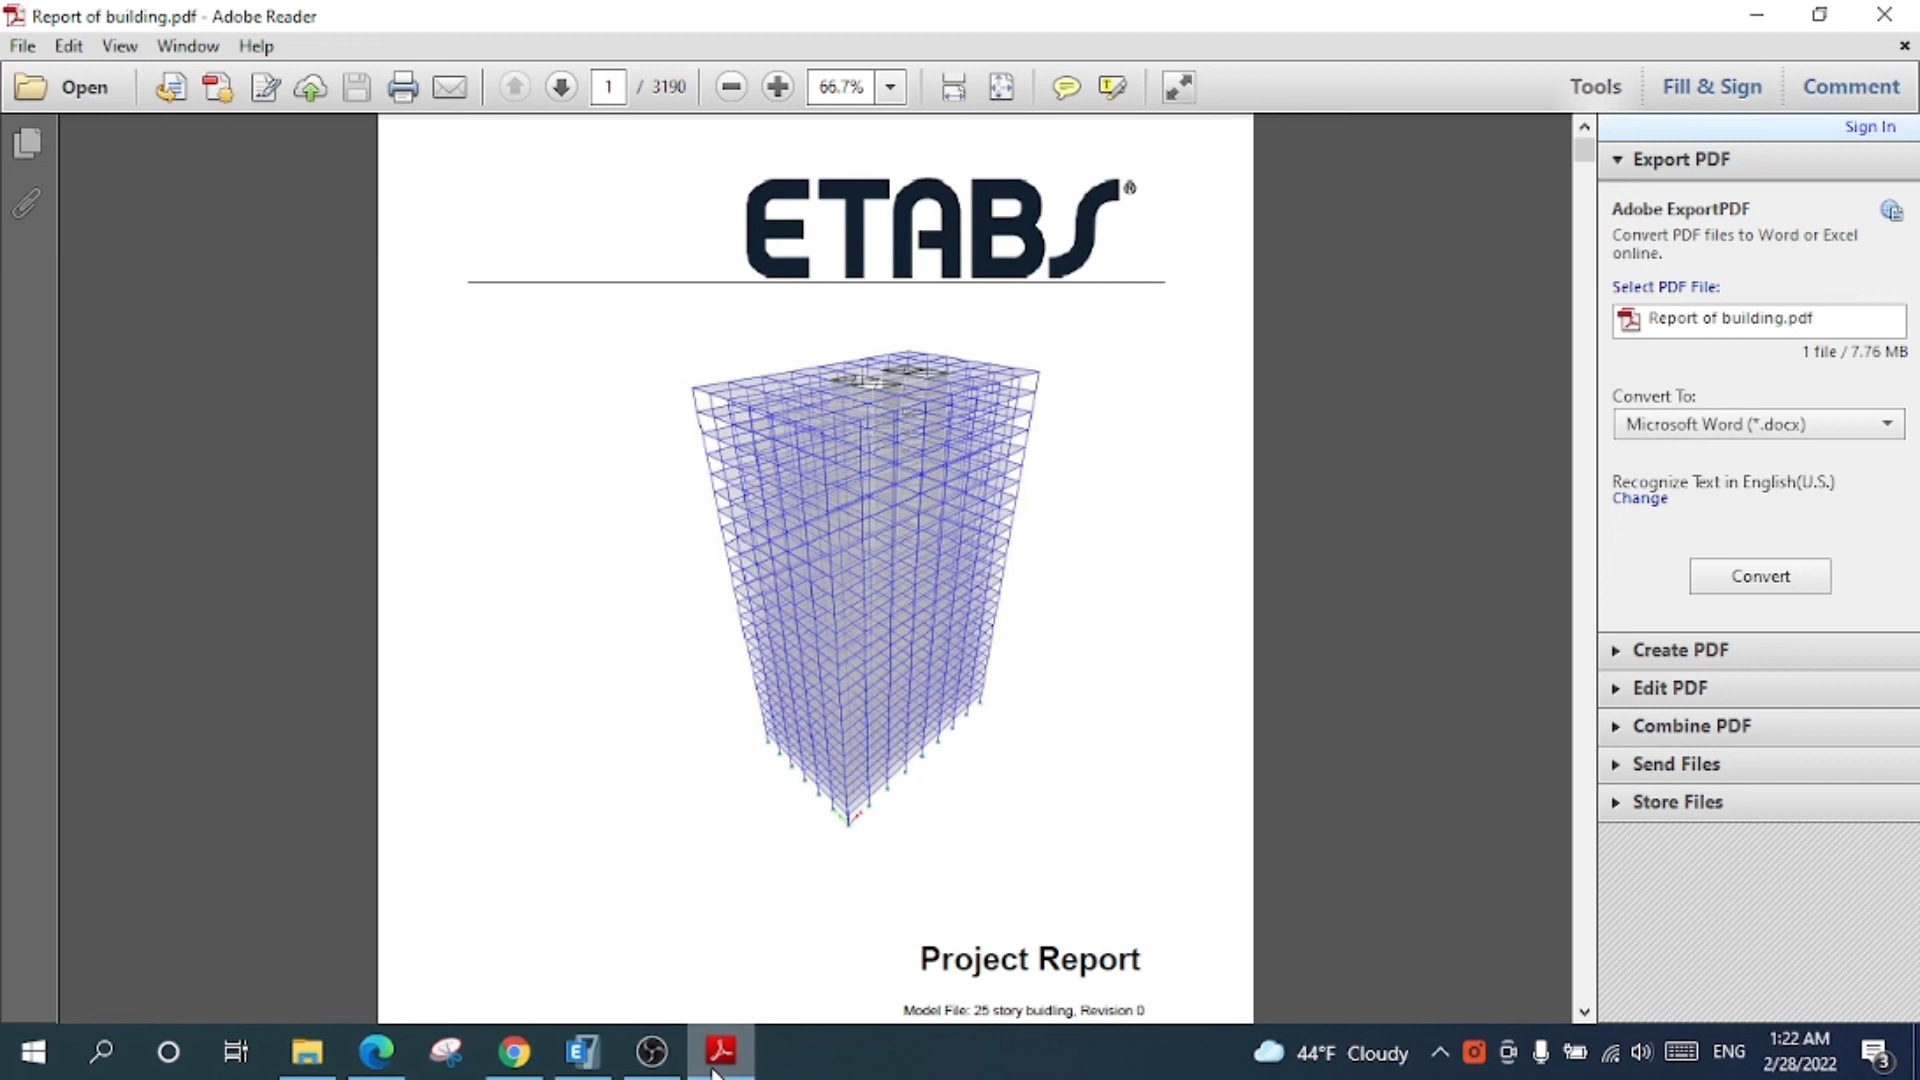 Report of building.pdf - Adobe Reader
File Edit View Window Help
Open 1 / 3190 66.7% Tools Fill & Sign Comment
Sign In
Export PDF
Adobe ExportPDF
Convert PDF files to Word or Excel
online.
Select PDF File:
Report of building.pdf
1 file / 7.76 MB
Convert To:
Microsoft Word (*.docx)
Recognize Text in English(U.S.)
Change
Convert
Create PDF
Edit PDF
Combine PDF
Send Files
Store Files
ETABS®
Project Report
Model File: 25 story buidling, Revision 0
44°F Cloudy ENG
1:22 AM
2/28/2022
3